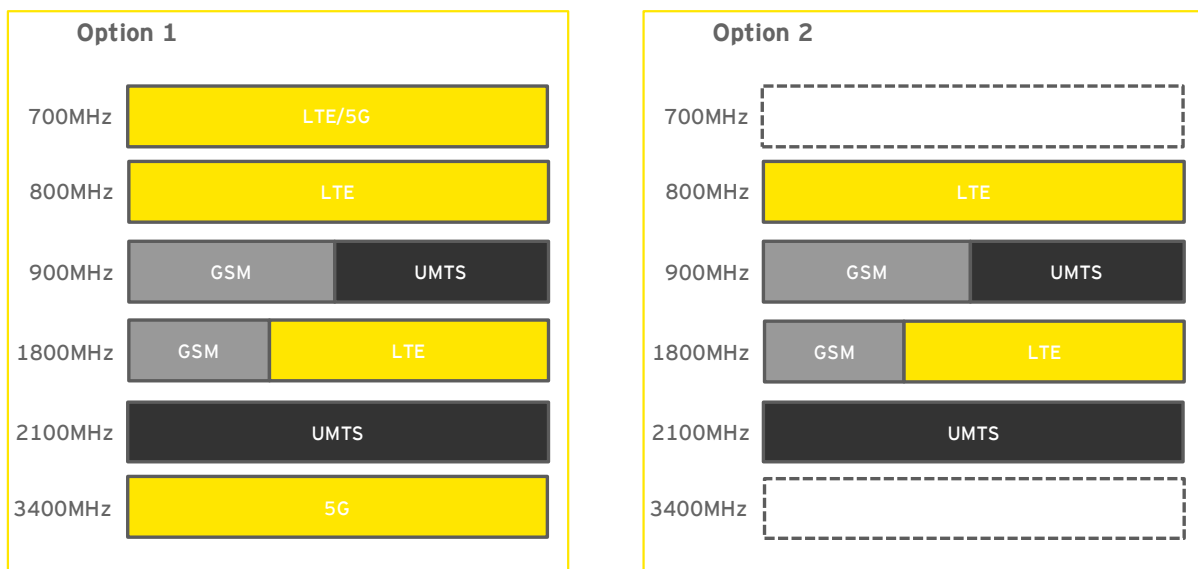 Option 1
700MHz LTE/5G
800MHz LTE
900MHz GSM UMTS
1800MHz GSM LTE
2100MHz UMTS
3400MHz 5G
Option 2
700MHz
800MHz LTE
900MHz GSM UMTS
1800MHz GSM LTE
2100MHz UMTS
3400MHz